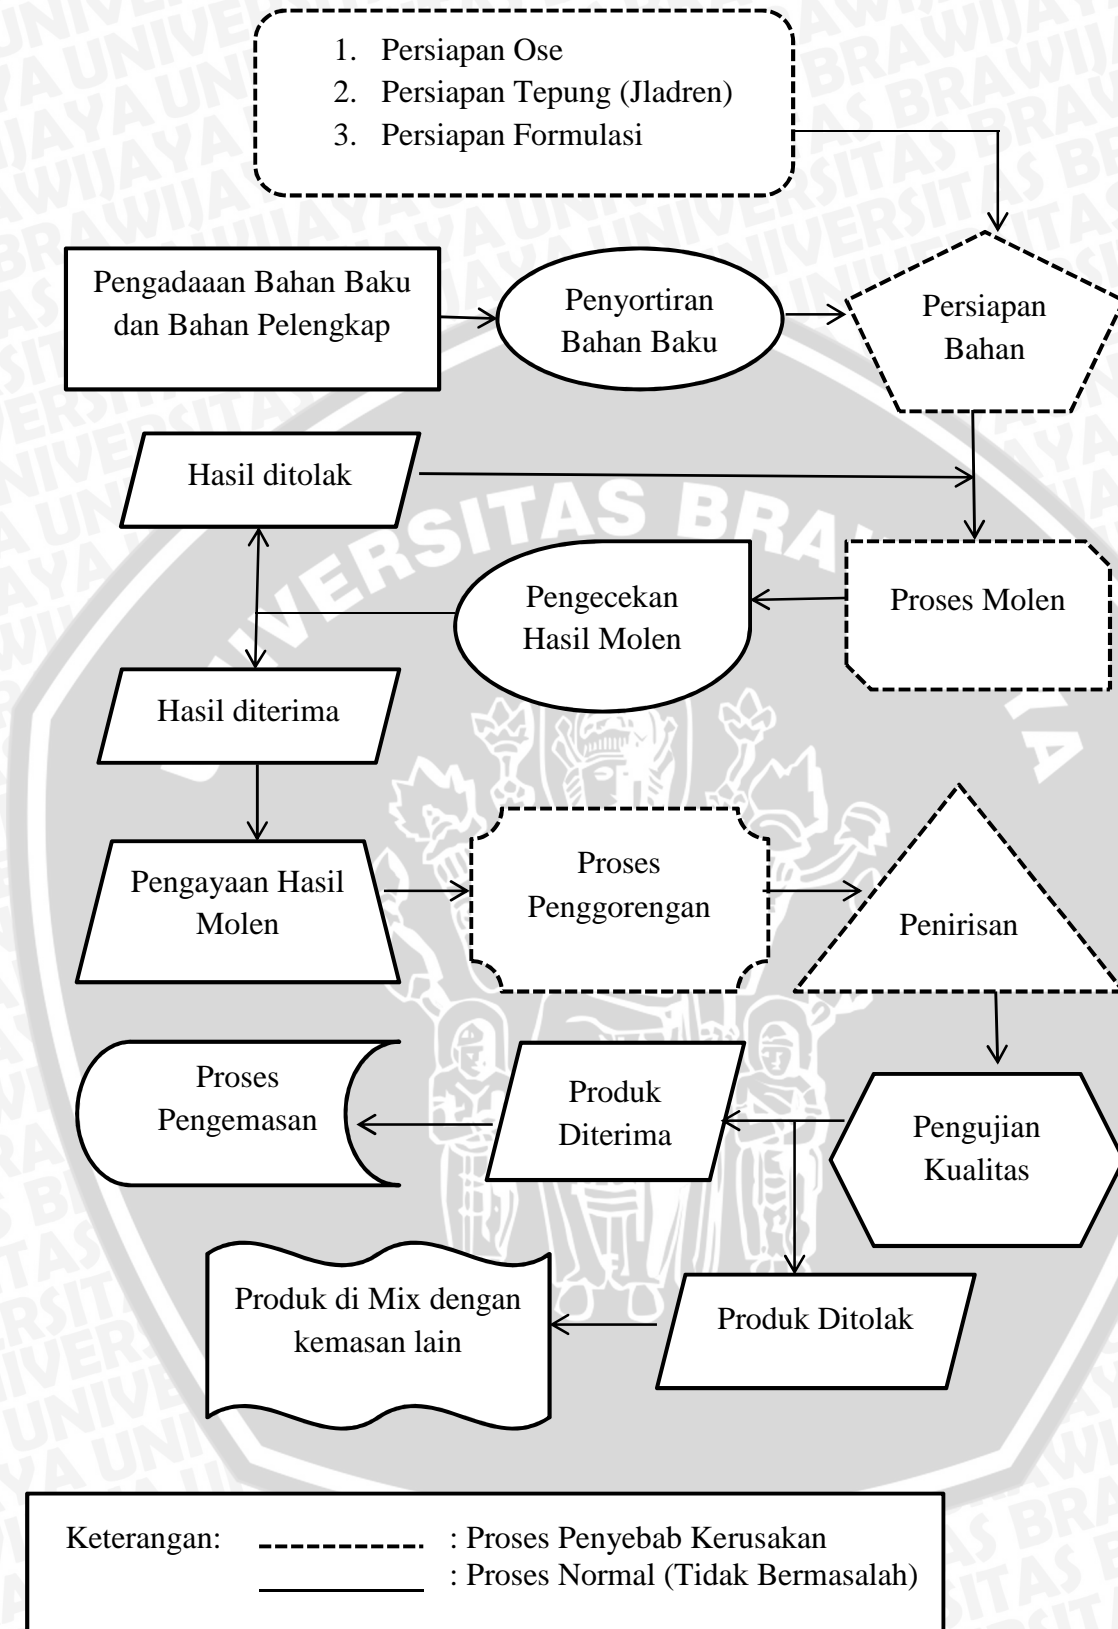 1. Persiapan Ose
2. Persiapan Tepung (Jladren)
3. Persiapan Formulasi
Pengadaaan Bahan Baku
dan Bahan Pelengkap
Penyortiran
Bahan Baku
Persiapan
Bahan
Hasil ditolak
Pengecekan
Hasil Molen
Proses Molen
Hasil diterima
Pengayaan Hasil
Molen
Proses
Penggorengan
Penirisan
Proses
Pengemasan
Produk
Diterima
Pengujian
Kualitas
Produk di Mix dengan
kemasan lain
Produk Ditolak
Keterangan: : Proses Penyebab Kerusakan
: Proses Normal (Tidak Bermasalah)